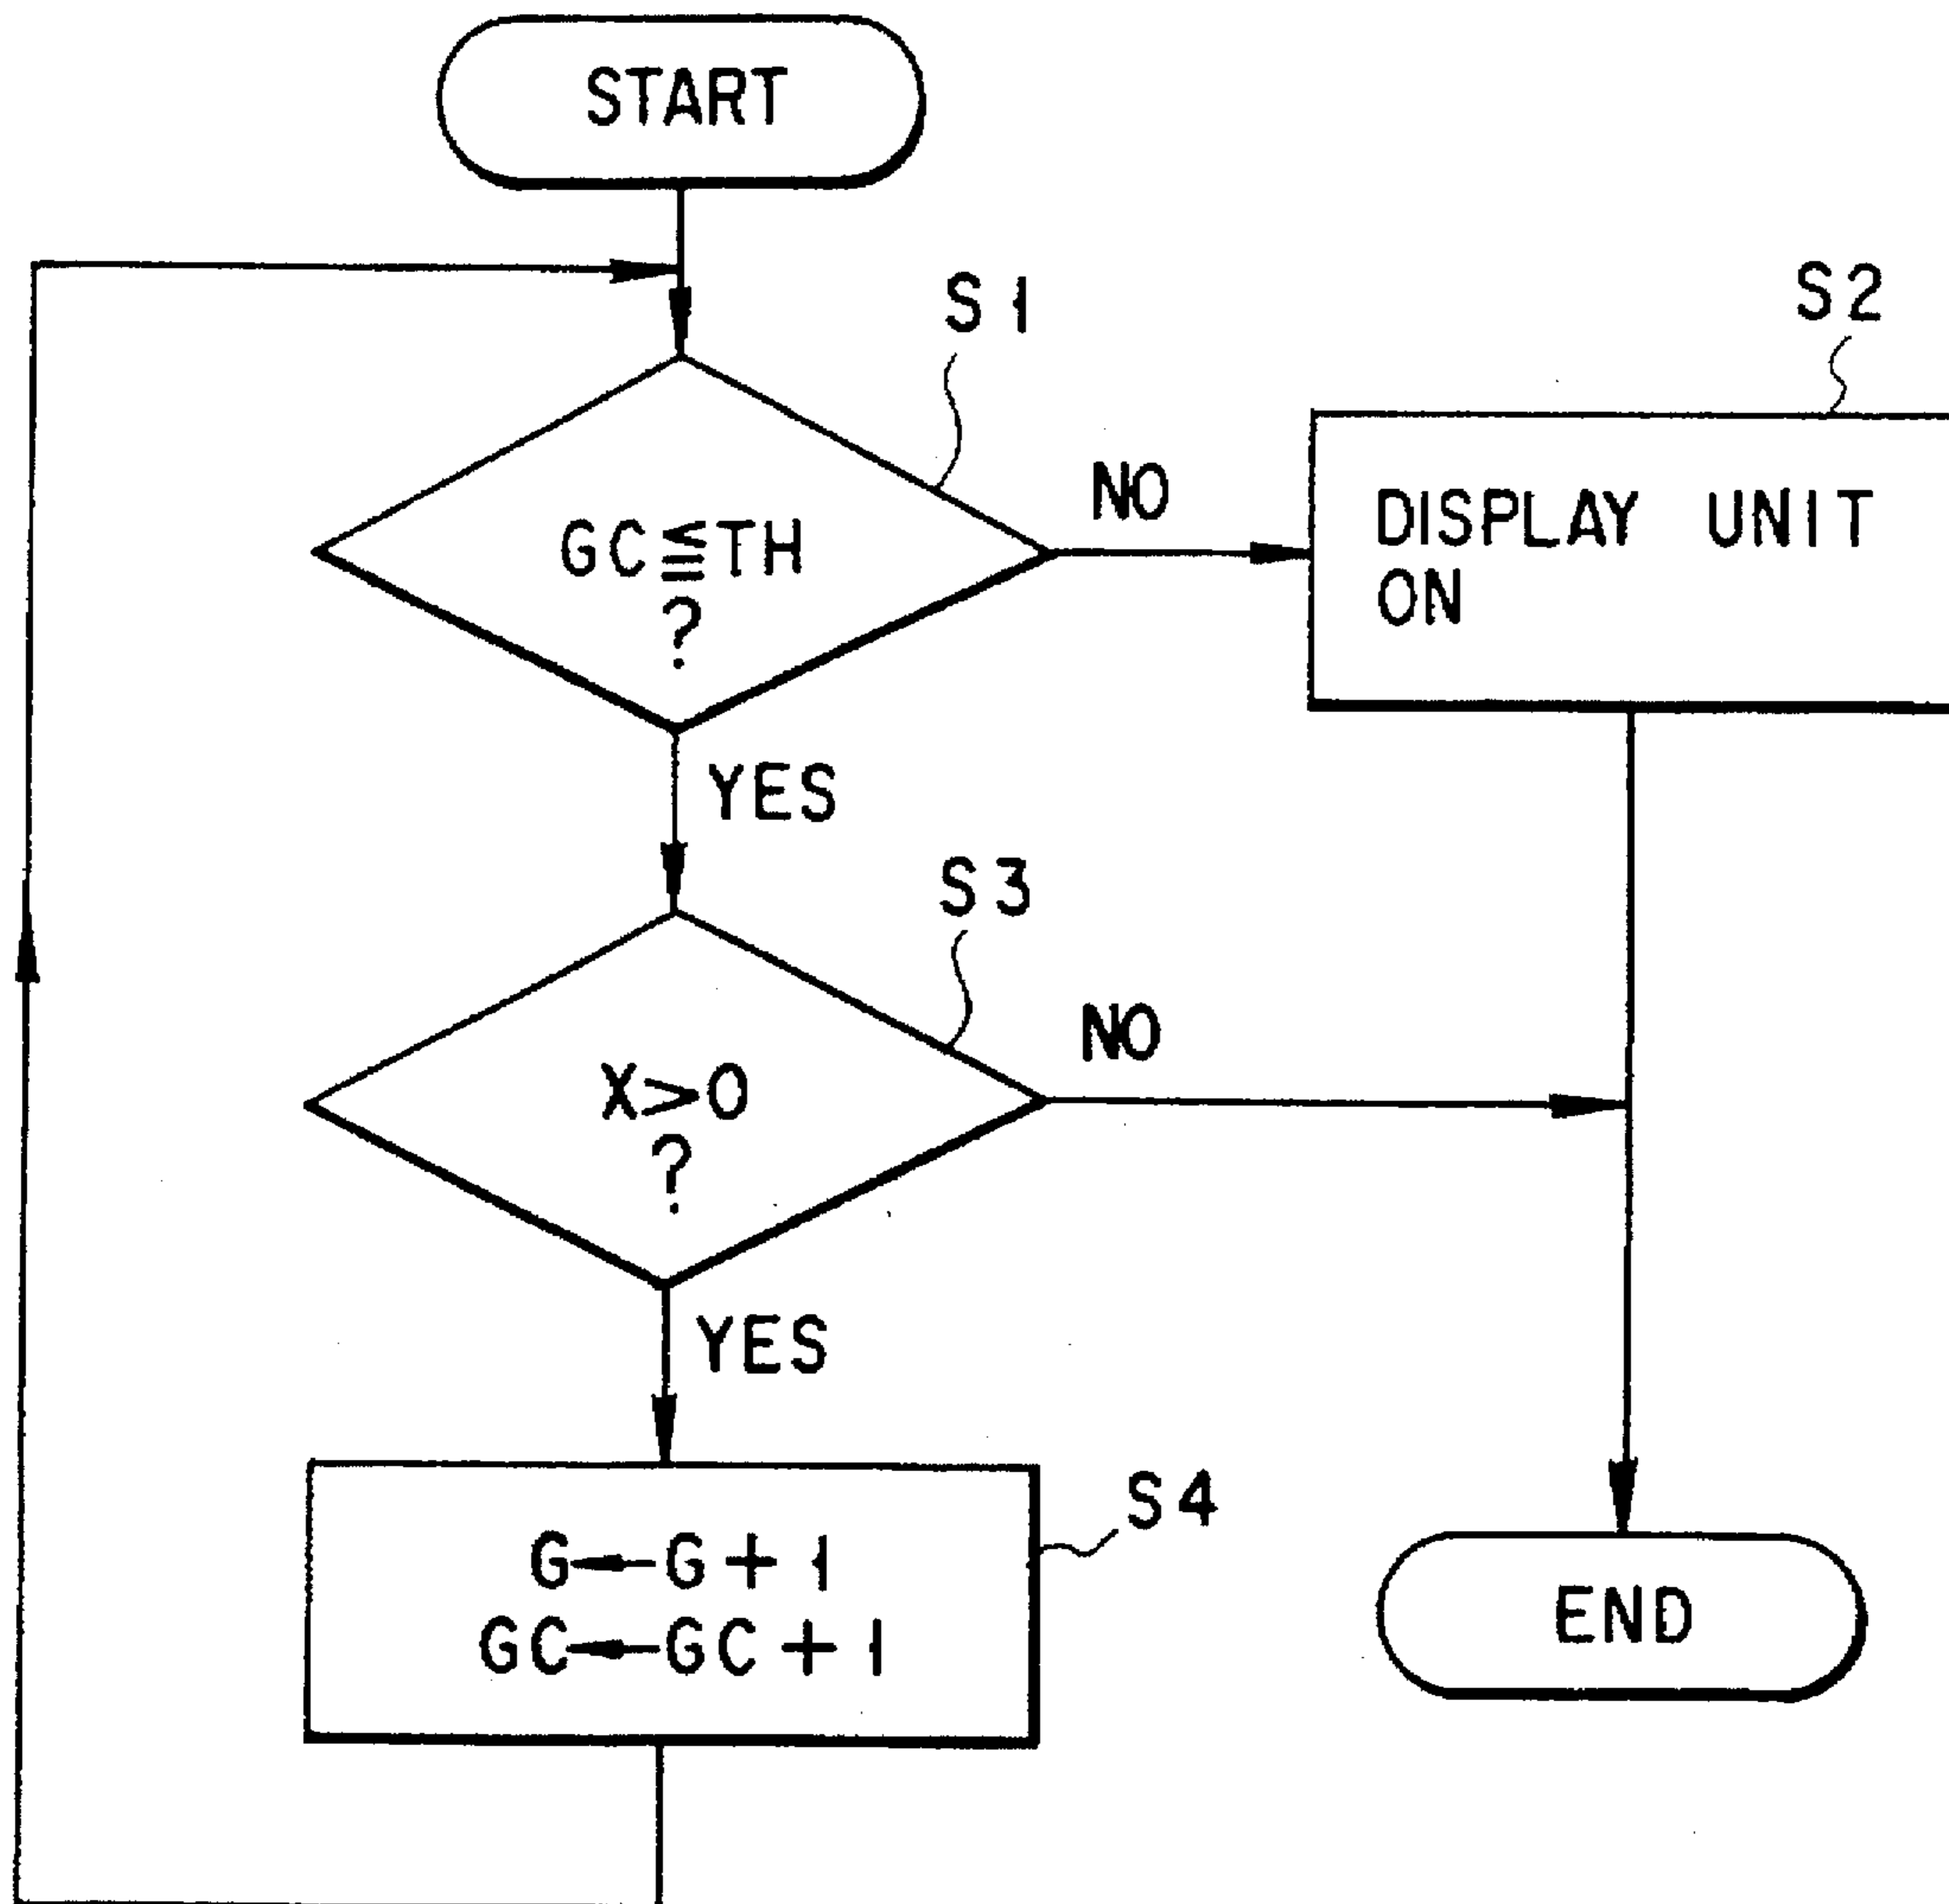 START
S1
S2
GC≦TH
?
NO
DISPLAY UNIT
ON
YES
S3
X>0
?
NO
YES
S4
G←G+1
GC←GC+1
END